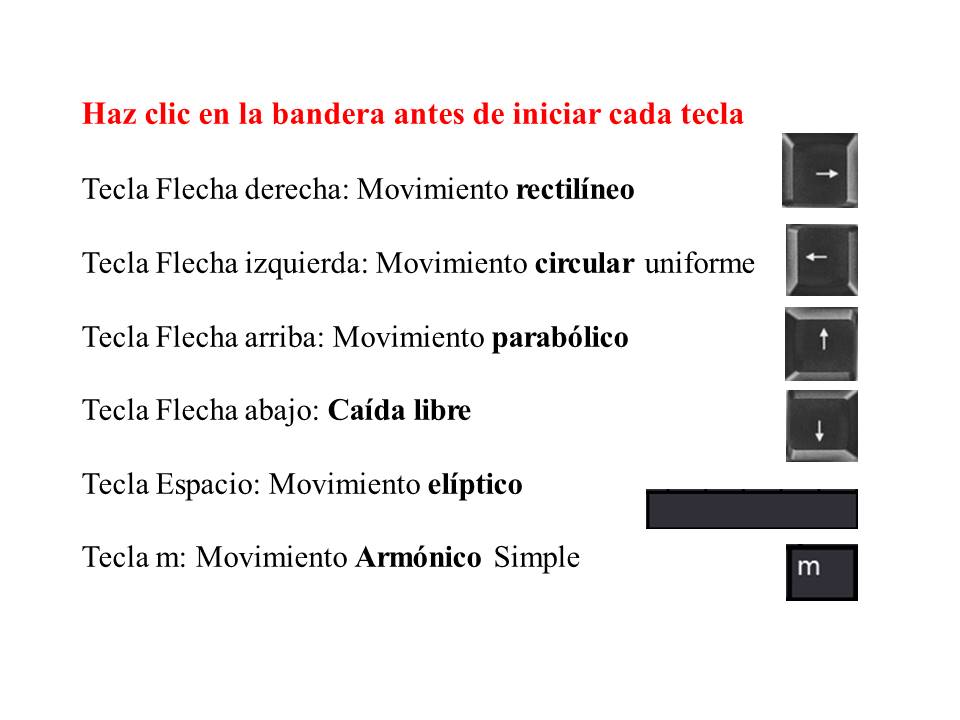 Haz clic en la bandera antes de iniciar cada tecla
Tecla Flecha derecha: Movimiento rectilíneo
Tecla Flecha izquierda: Movimiento circular uniforme
Tecla Flecha arriba: Movimiento parabólico
Tecla Flecha abajo: Caída libre
Tecla Espacio: Movimiento elíptico
Tecla m: Movimiento Armónico Simple
m